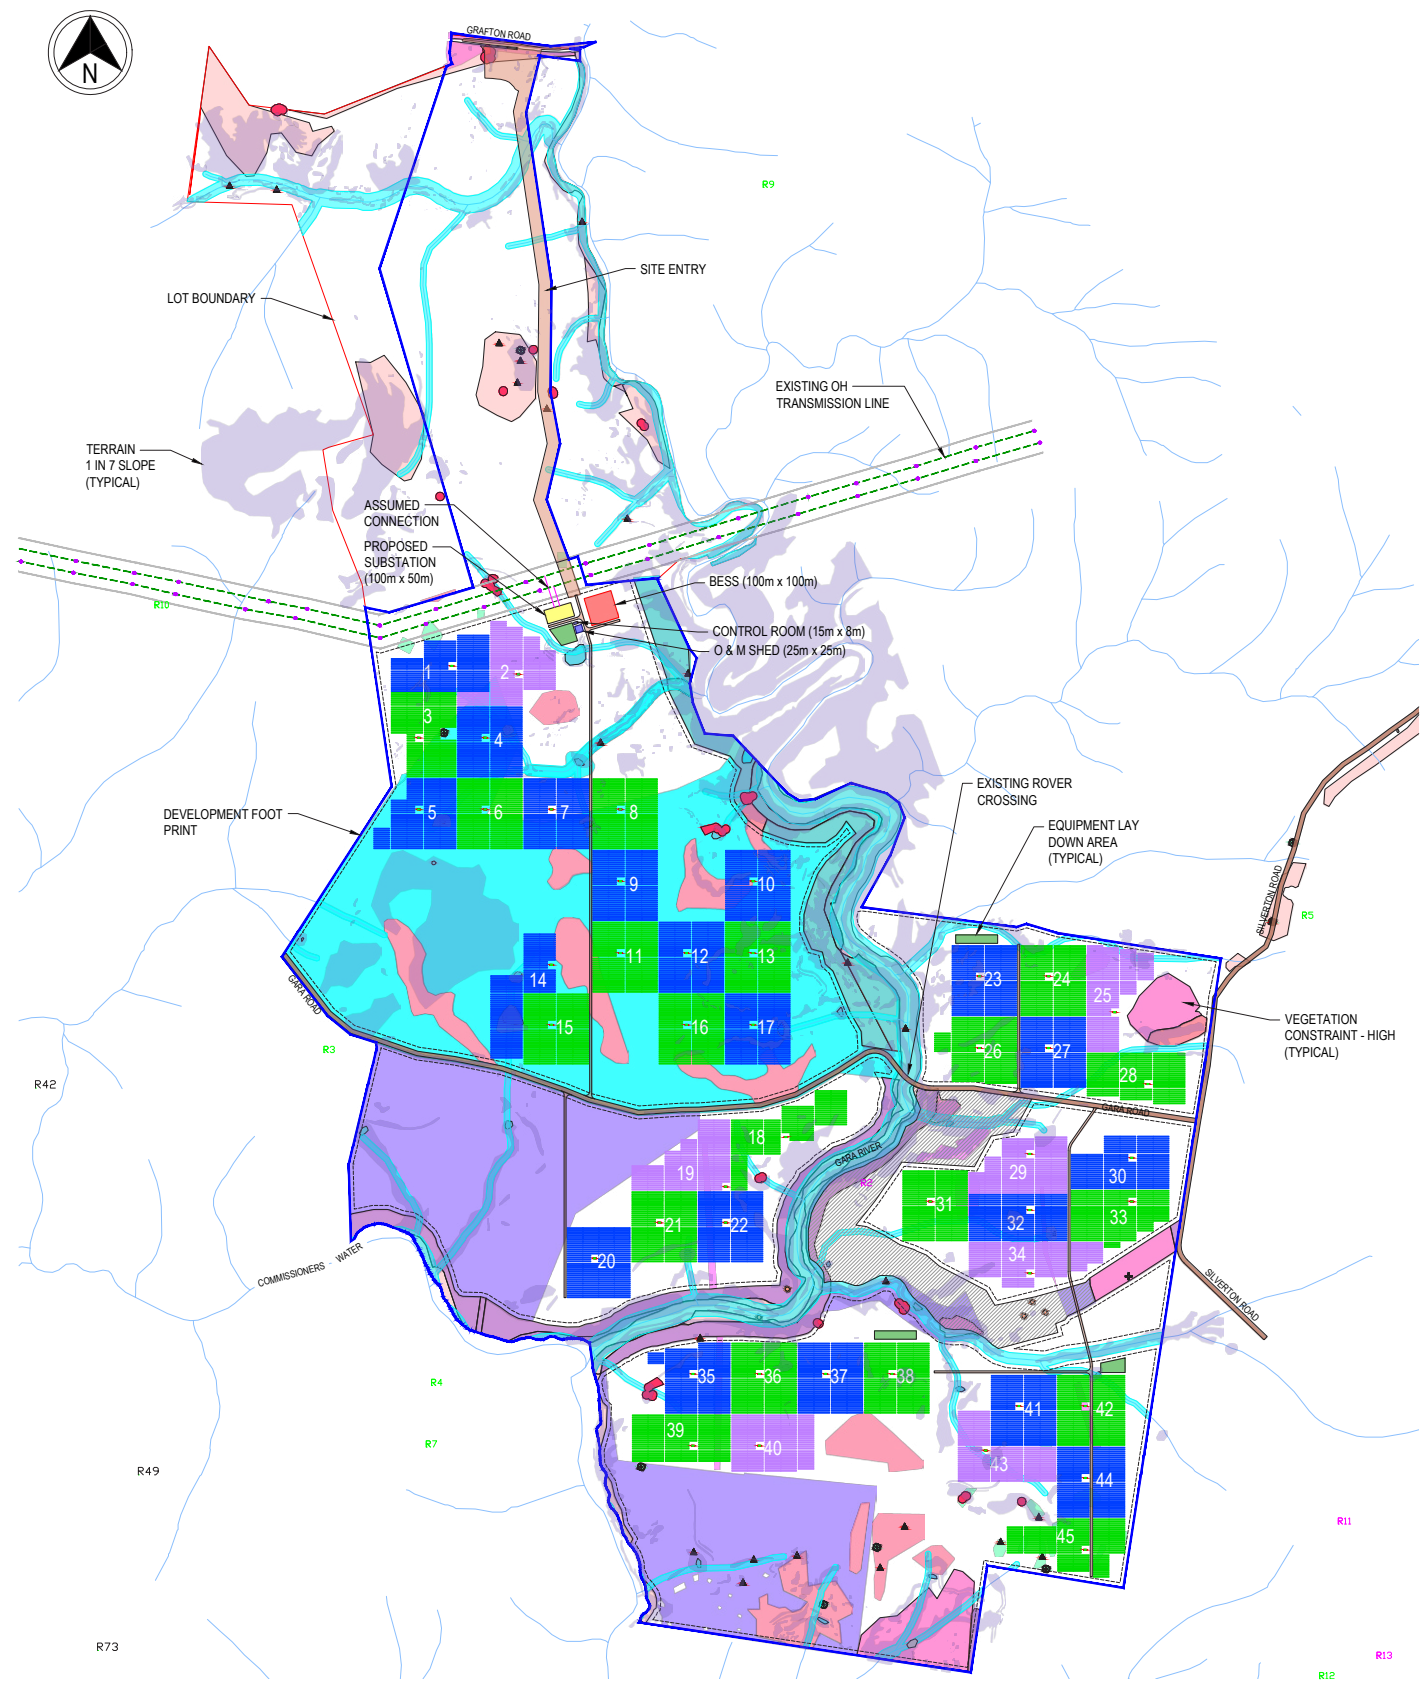 GRAFTON ROAD
N
R9
SITE ENTRY
LOT BOUNDARY
EXISTING OH
TRANSMISSION LINE
TERRAIN
1 IN 7 SLOPE
(TYPICAL)
ASSUMED
CONNECTION
PROPOSED
SUBSTATION
(100m x 50m)
BESS (100m x 100m)
R10
CONTROL ROOM (15m x 8m)
O & M SHED (25m x 25m)
1
2
3
4
DEVELOPMENT FOOT
PRINT
5
6
7
8
EXISTING ROVER
CROSSING
EQUIPMENT LAY
DOWN AREA
(TYPICAL)
9
10
SILVERTON ROAD
R5
11
12
13
14
15
16
17
GARA ROAD
23
24
25
26
27
28
VEGETATION
CONSTRAINT - HIGH
(TYPICAL)
R3
R42
GARA ROAD
18
19
GARA RIVER
R2
29
30
31
32
33
34
20
21
22
COMMISSIONERS - WATER
SILVERTON ROAD
35
36
37
38
R4
39
40
41
42
R7
43
44
R49
45
R11
R73
R13
R12